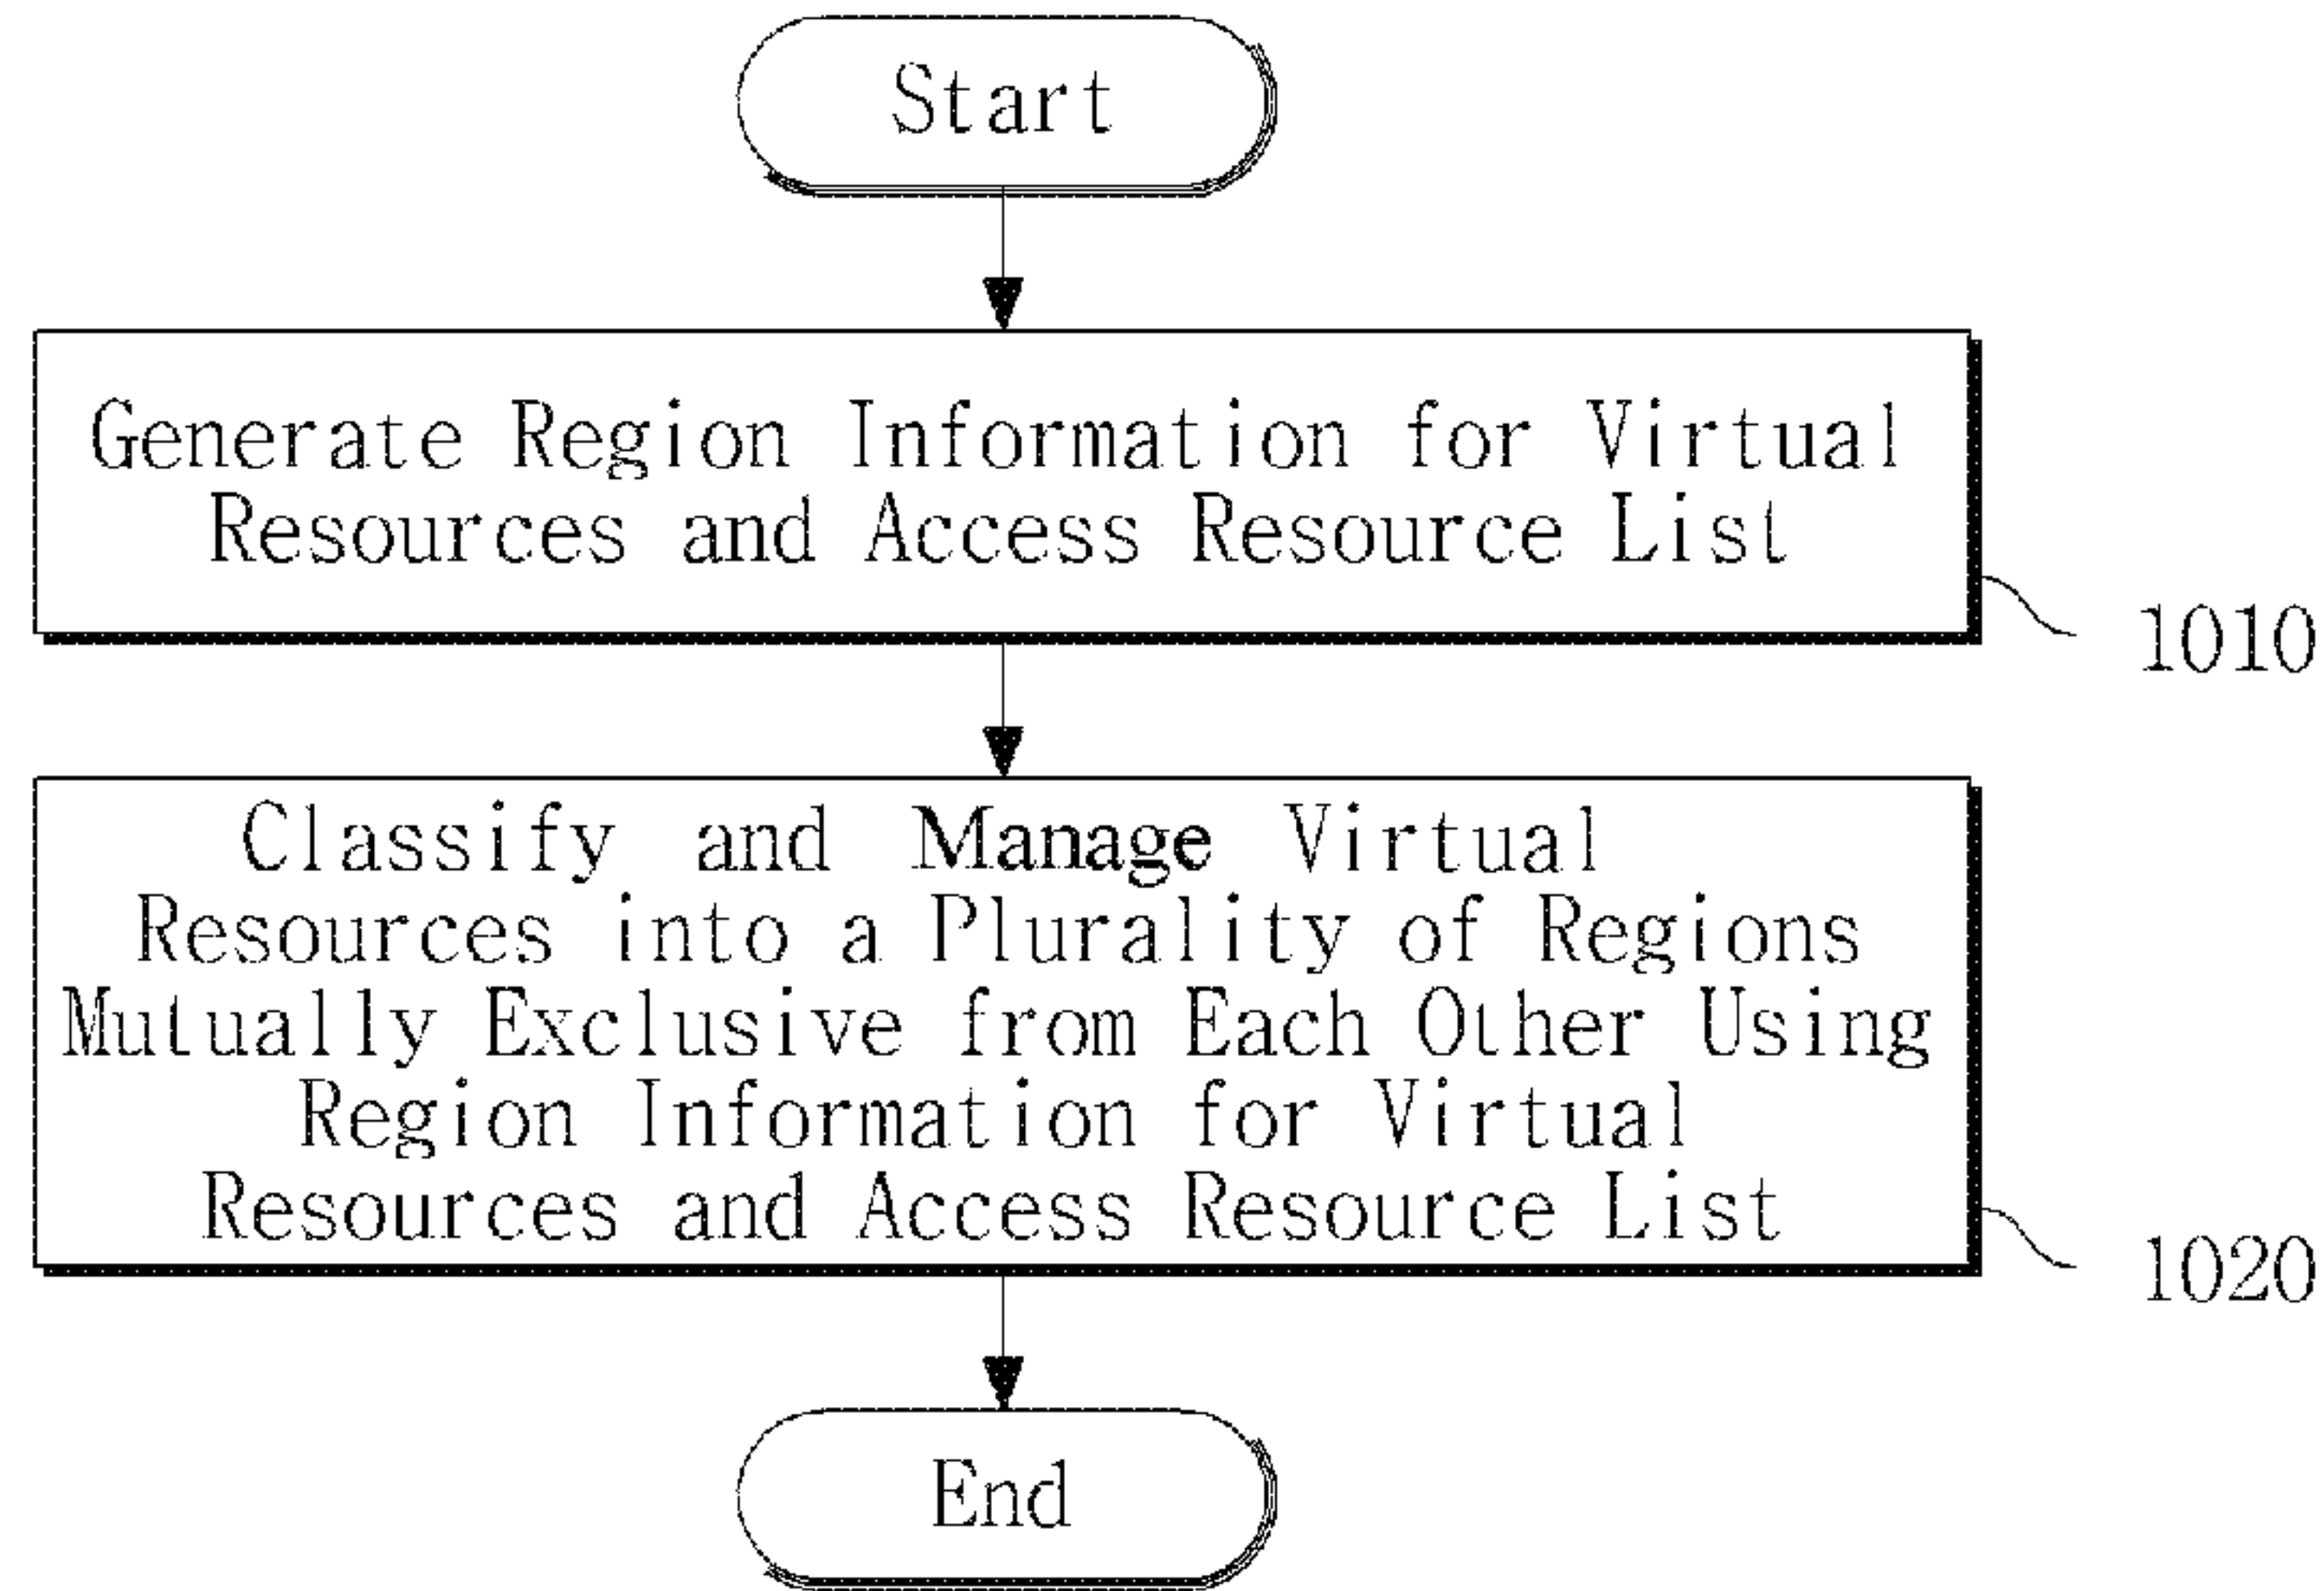 Start
Generate Region Information for Virtual
Resources and Access Resource List
1010
Classify and Manage Virtual
Resources into a Plurality of Regions
Mutually Exclusive from Each Other Using
Region Information for Virtual
Resources and Access Resource List
1020
End